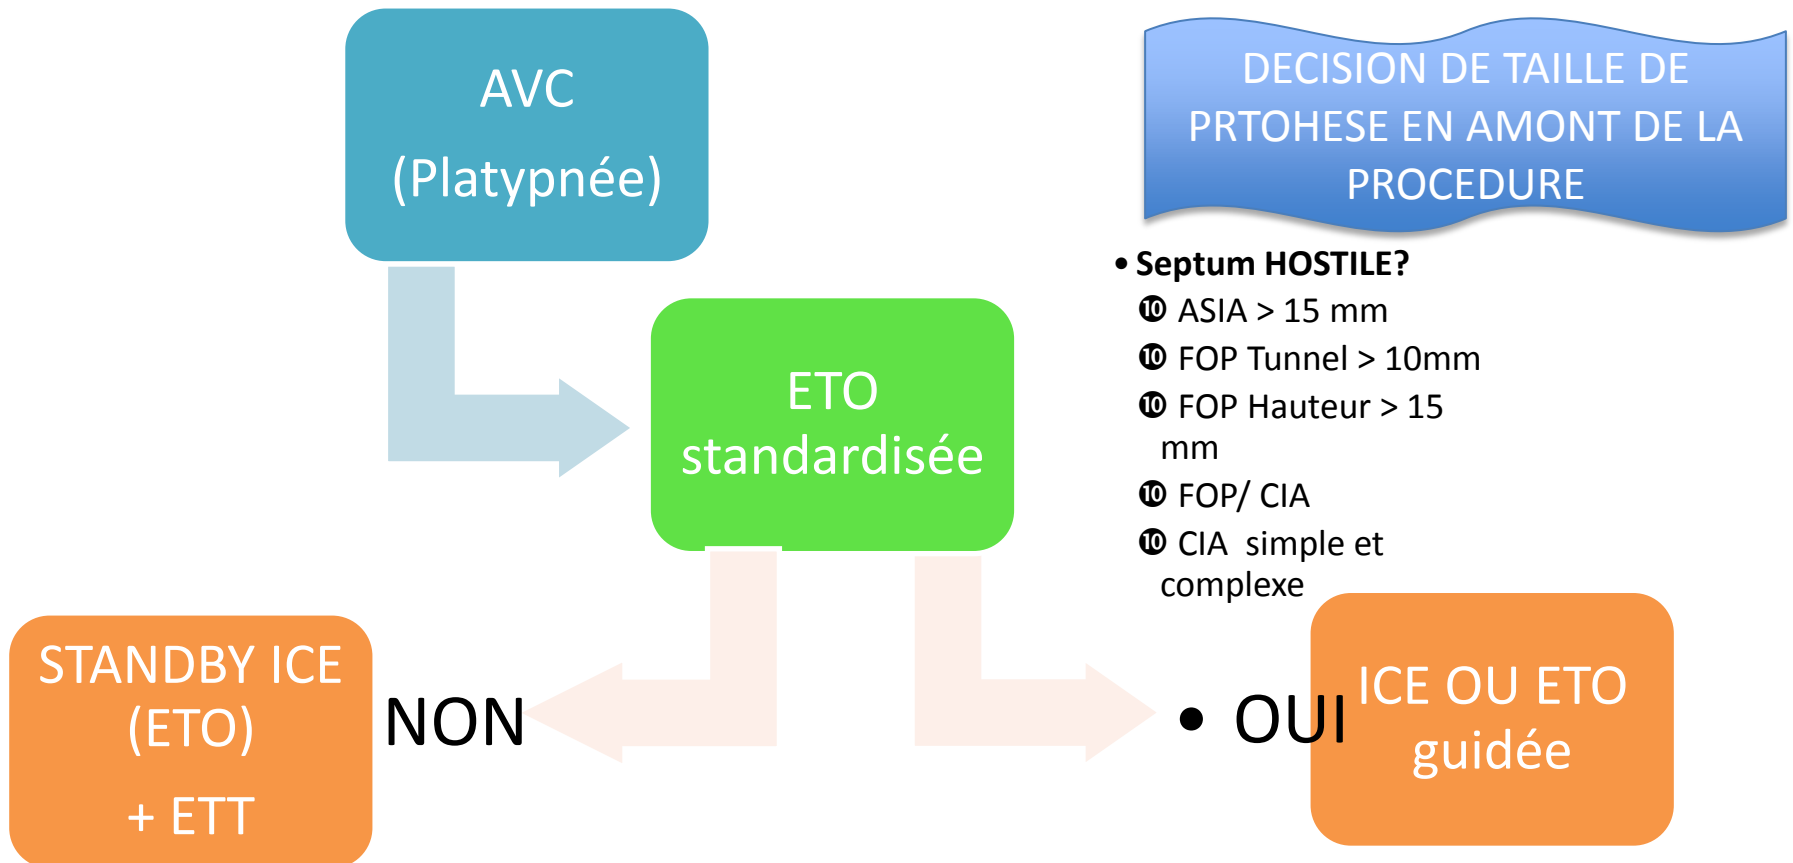 AVC
(Platypnée)
DECISION DE TAILLE DE
PRTOHESE EN AMONT DE LA
PROCEDURE
• Septum HOSTILE?
❿ ASIA > 15 mm
❿ FOP Tunnel > 10mm
❿ FOP Hauteur > 15
mm
❿ FOP/ CIA
❿ CIA simple et
complexe
ETO
standardisée
STANDBY ICE
(ETO)
+ ETT
NON
• OUI
ICE OU ETO
guidée